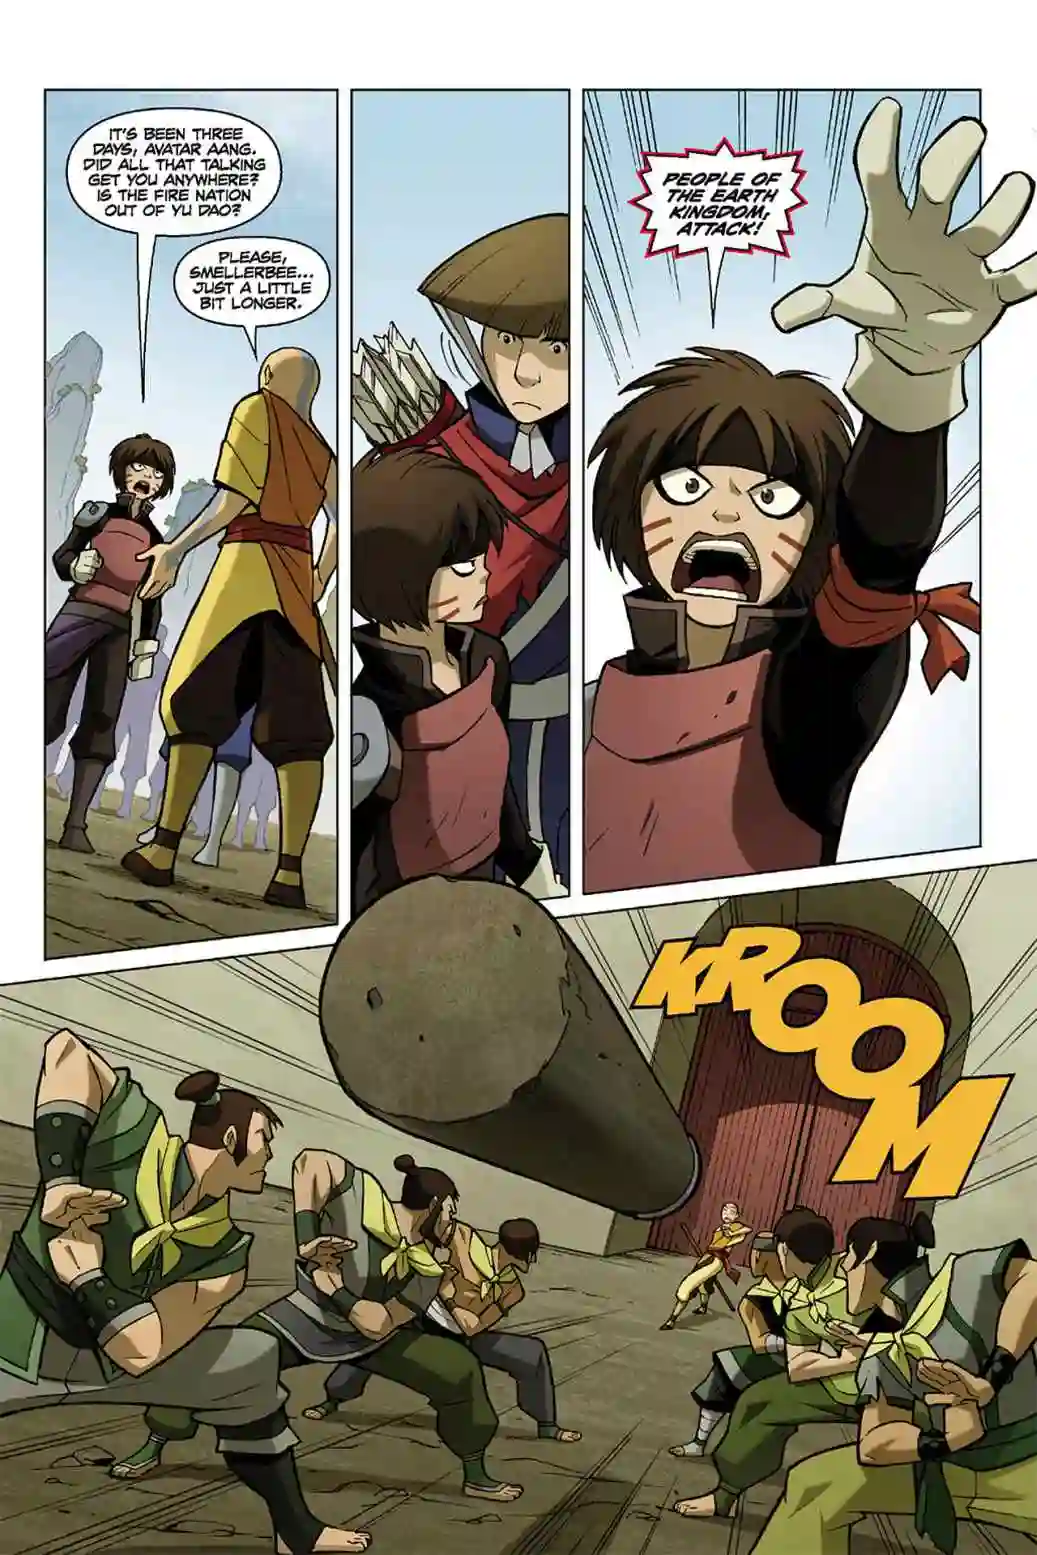 IT'S BEEN THREE
DAYS, AVATAR AANG.
DID ALL THAT TALKING
GET YOU ANYWHERE?
IS THE FIRE NATION
OUT OF YU DAO?
PLEASE,
SMELLERBEE...
JUST A LITTLE
BIT LONGER.
PEOPLE OF
THE EARTH
KINGDOM,
ATTACK!
KROOM